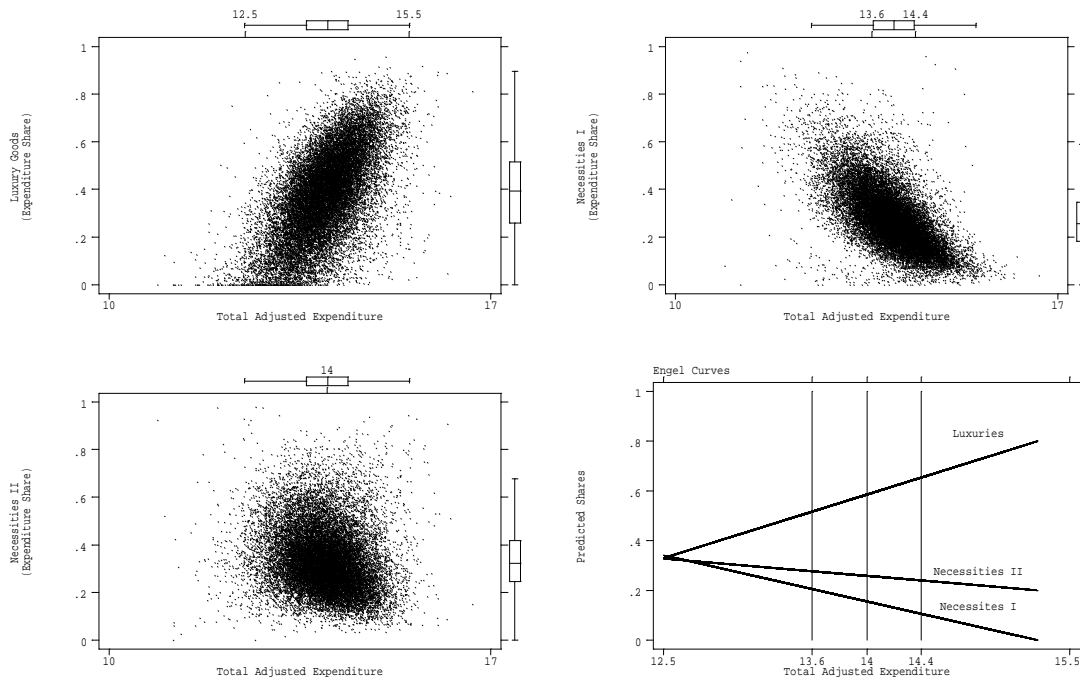 12.5 15.5
1
.8
.6
.4
.2
0
Luxury Goods
(Expenditure Share)
10 17
Total Adjusted Expenditure
13.6 14.4
1
.8
.6
.4
.2
0
Necessities I
(Expenditure Share)
10 17
Total Adjusted Expenditure
14
1
.8
.6
.4
.2
0
Necessities II
(Expenditure Share)
10 17
Total Adjusted Expenditure
Engel Curves
1
.8
.6
.4
.2
0
Predicted Shares
Luxuries
Necessities II
Necessites I
12.5 13.6 14 14.4 15.5
Total Adjusted Expenditure